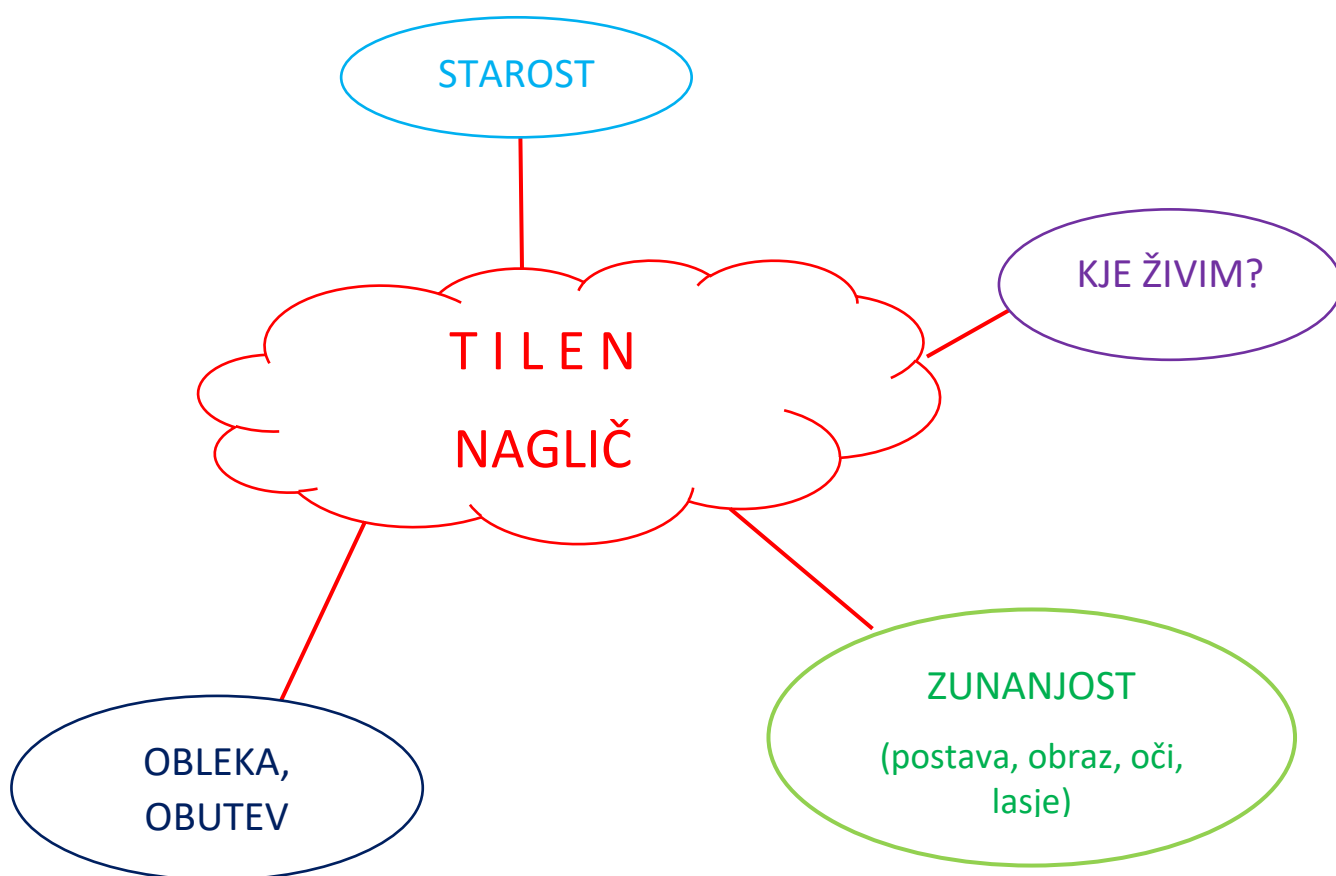 STAROST
KJE ŽIVIM?
T I L E N
NAGLIČ
ZUNANJOST
(postava, obraz, oči,
lasje)
OBLEKA,
OBUTEV